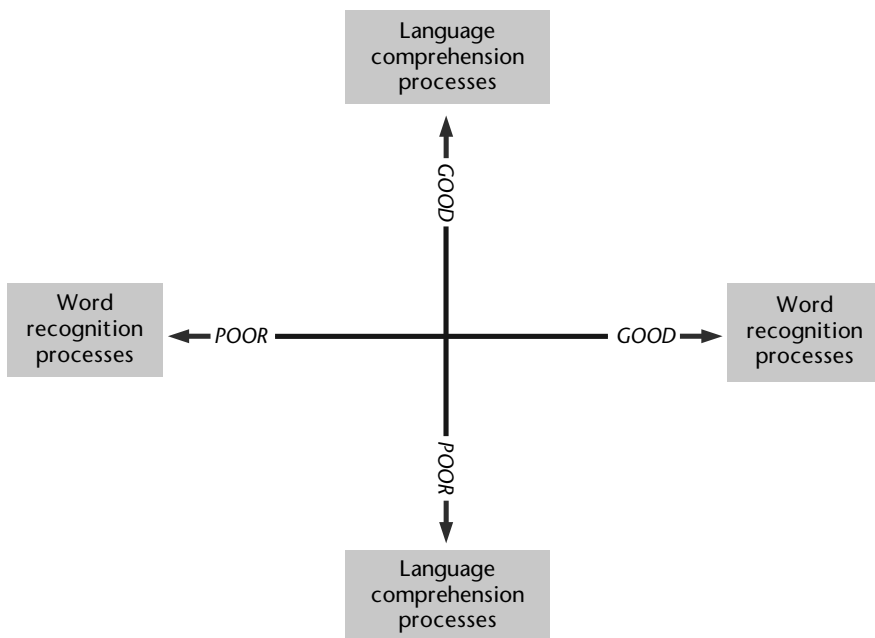 Language
comprehension
processes
GOOD
Word
recognition
processes
POOR
GOOD
Word
recognition
processes
POOR
Language
comprehension
processes